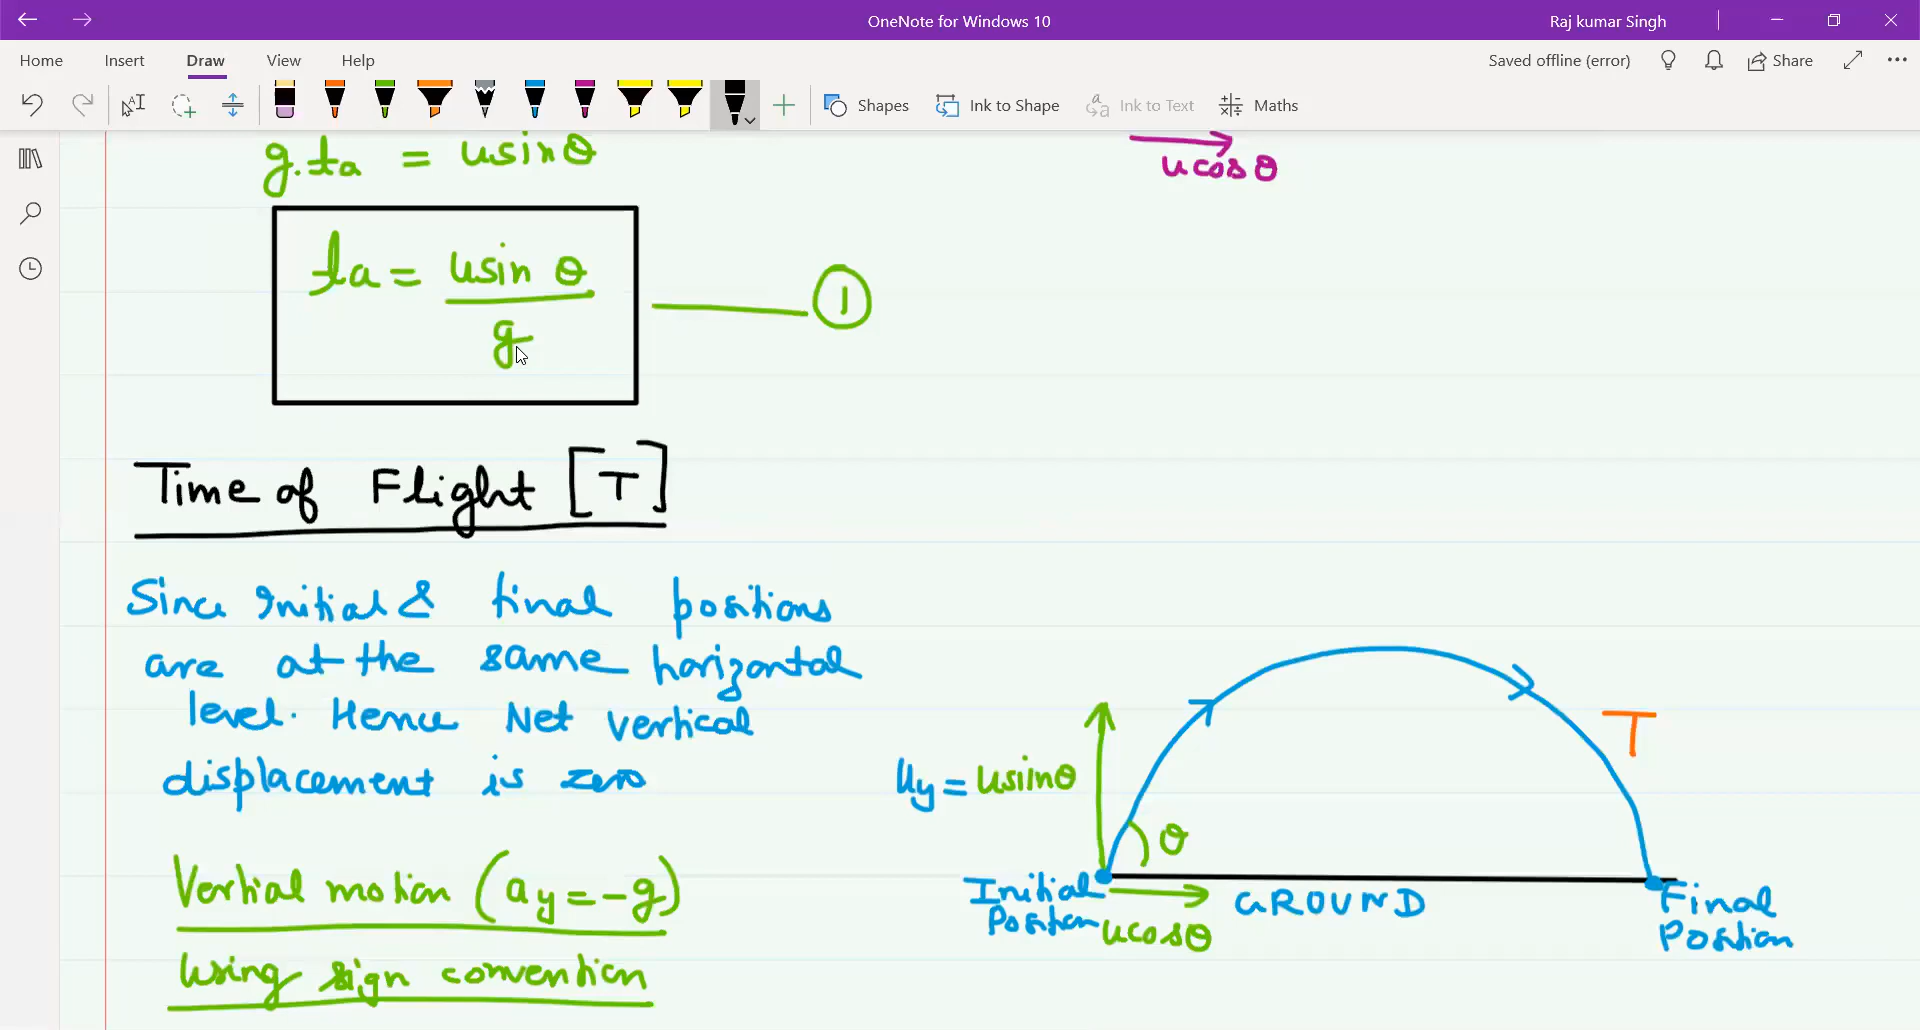 OneNote for Windows 10
Raj kumar Singh
Home Insert Draw View Help
Saved offline (error)
Share
Shapes
Ink to Shape
Ink to Text
Maths
g.ta = usinθ
ucosθ
ta = usin θ
g
1
Time of Flight [T]
Since Initial & final positions
are at the same horizontal
level. Hence Net vertical
displacement is zero
Vertial motion (ay = -g)
Using sign convention
T
uy = usiinθ
θ
Initial
Position
ucosθ
GROUND
Final
Position